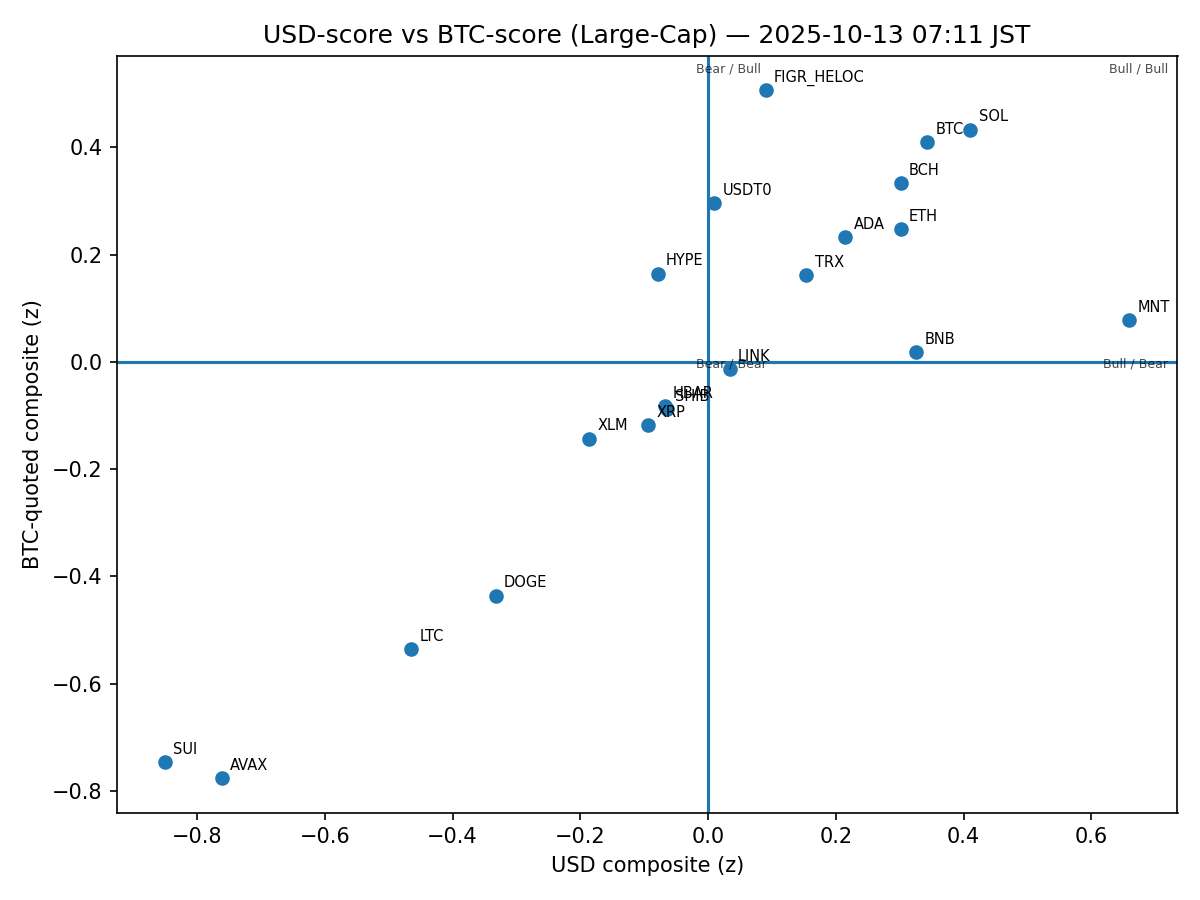 USD-score vs BTC-score (Large-Cap) — 2025-10-13 07:11 JST
Bear / Bull
Bull / Bull
FIGR_HELOC
SOL
BTC
BCH
USDT0
ETH
ADA
HYPE
TRX
MNT
BNB
LINK
Bear / Bear
Bull / Bear
HBAR
SHIB
XRP
XLM
DOGE
LTC
SUI
AVAX
0.4
0.2
0.0
−0.2
−0.4
−0.6
−0.8
−0.8
−0.6
−0.4
−0.2
0.0
0.2
0.4
0.6
USD composite (z)
BTC-quoted composite (z)